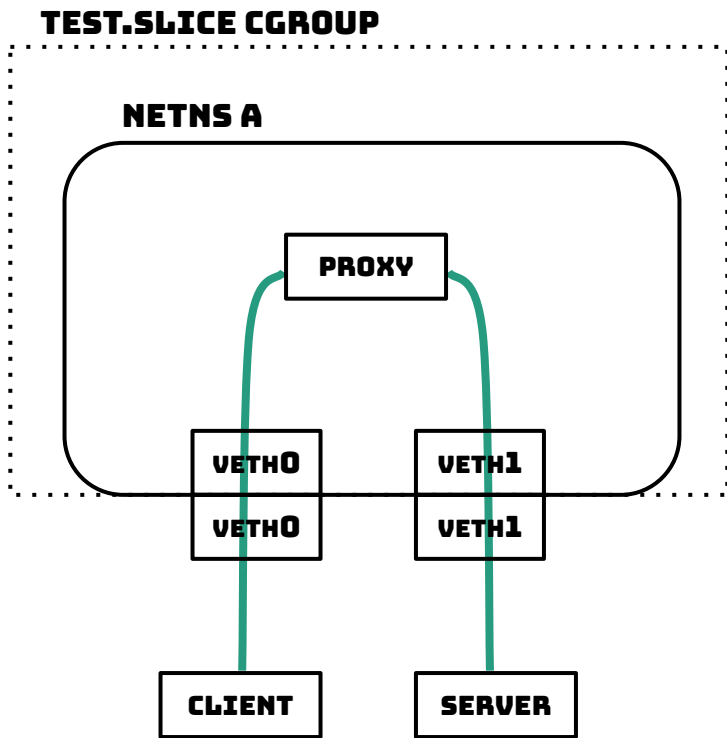 TEST.SLICE CGROUP
NETNS A
PROXY
VETH0
VETH1
VETH0
VETH1
CLIENT
SERVER